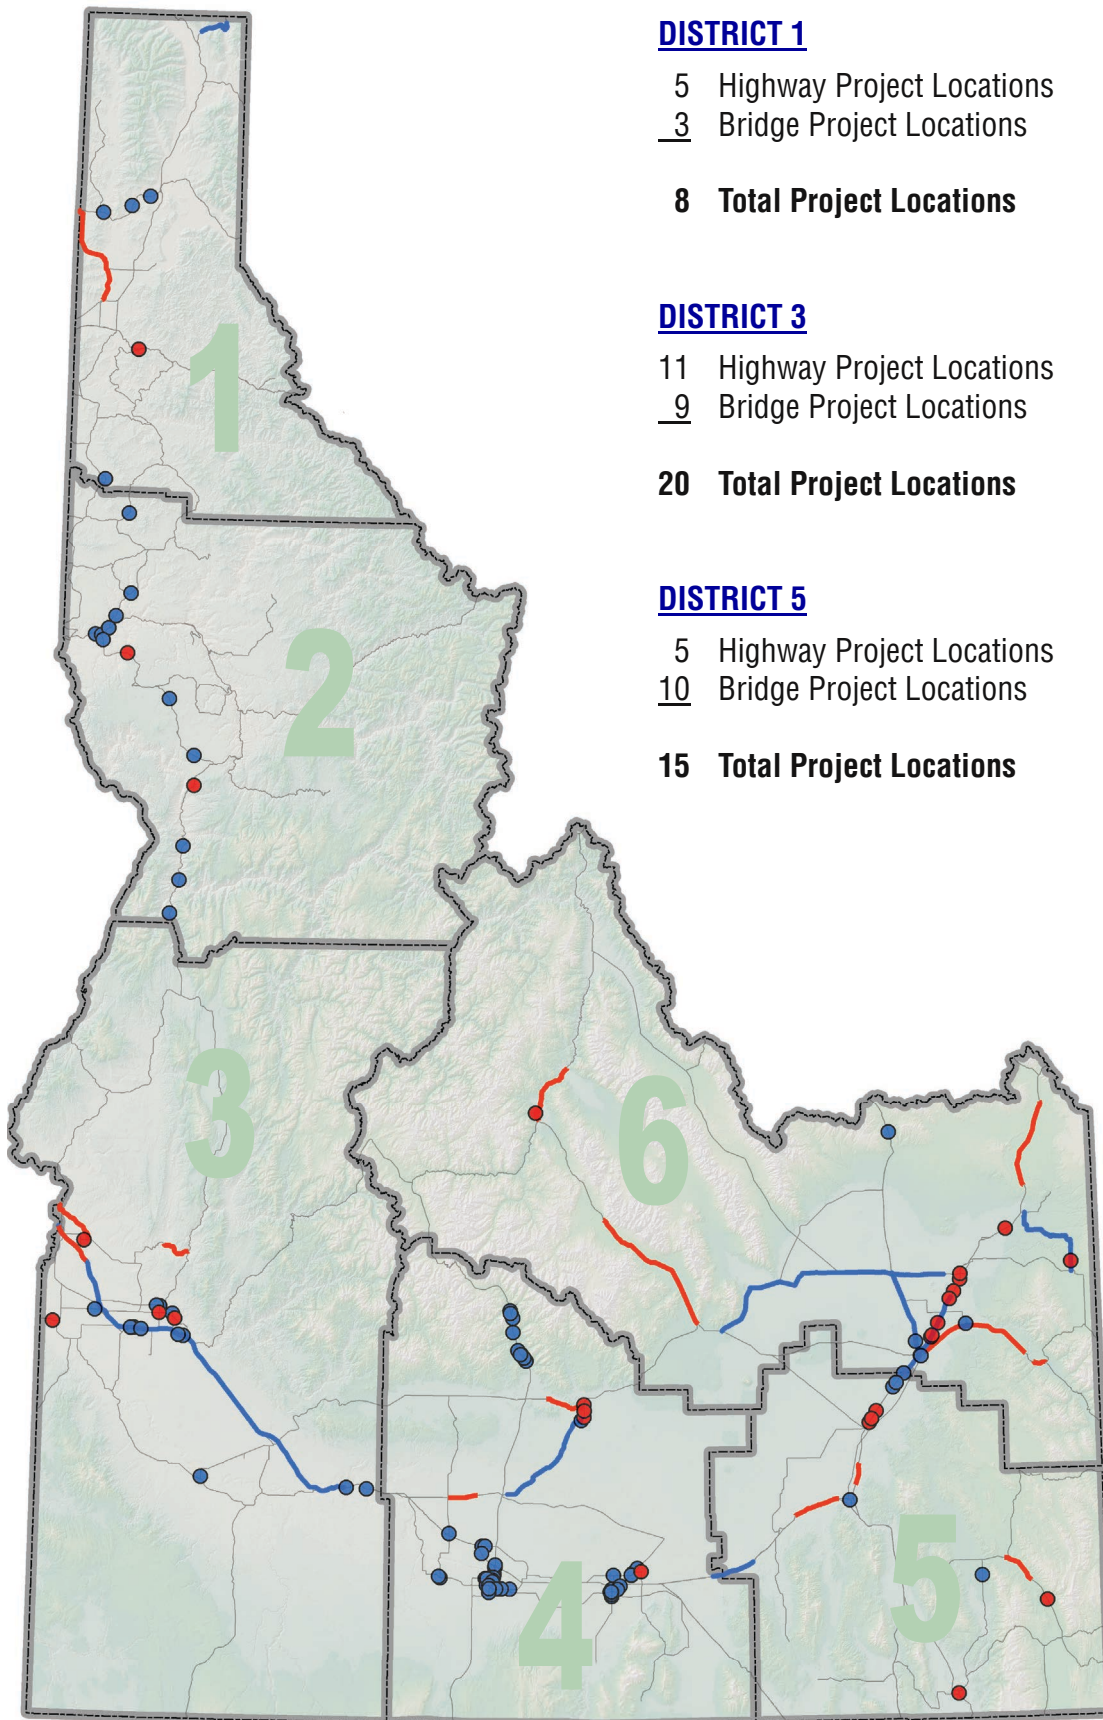 DISTRICT 1
5 Highway Project Locations
3 Bridge Project Locations
8 Total Project Locations
DISTRICT 3
11 Highway Project Locations
9 Bridge Project Locations
20 Total Project Locations
DISTRICT 5
5 Highway Project Locations
10 Bridge Project Locations
15 Total Project Locations
1
2
3
6
5
4